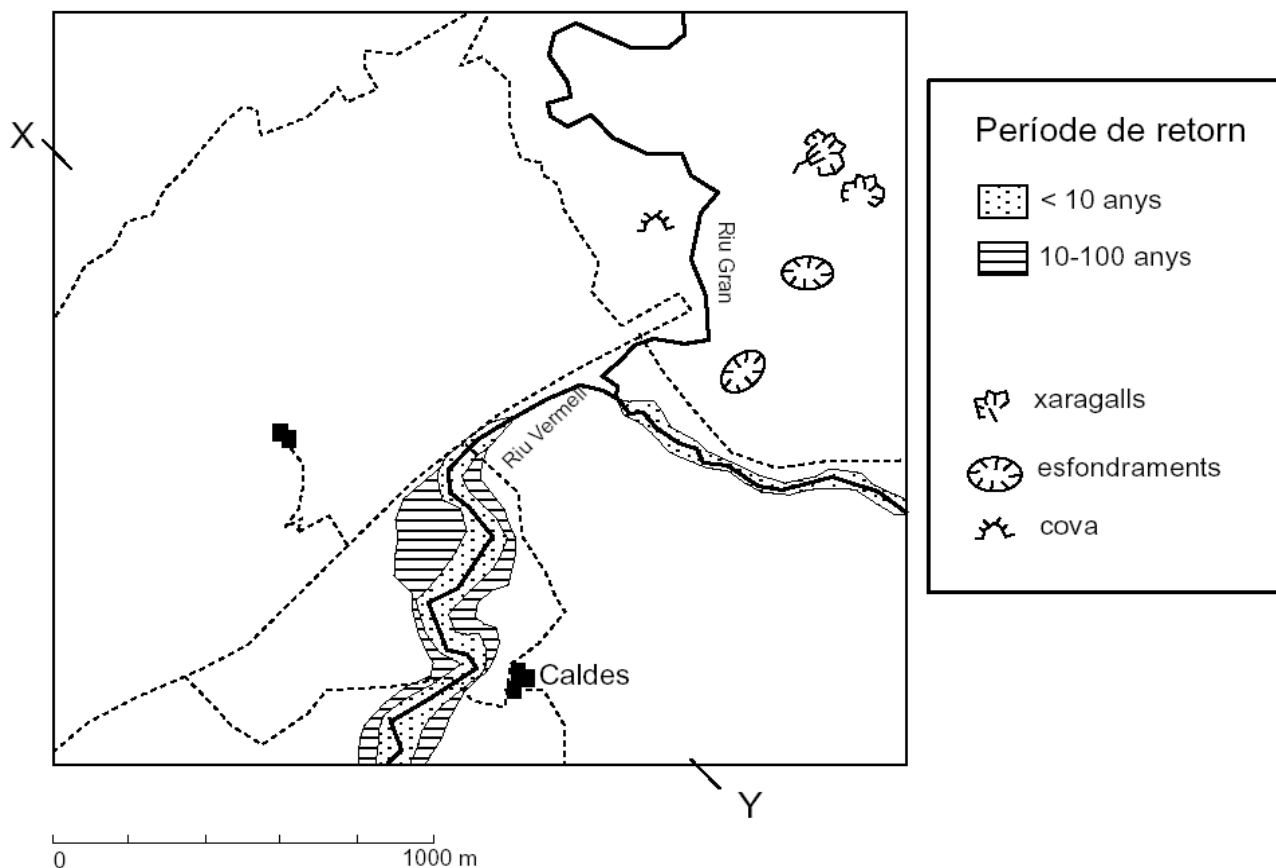 X
Riu Gran
Riu Vermell
Caldes
Y
0
1000 m
Període de retorn
< 10 anys
10-100 anys
xaragalls
esfondraments
cova